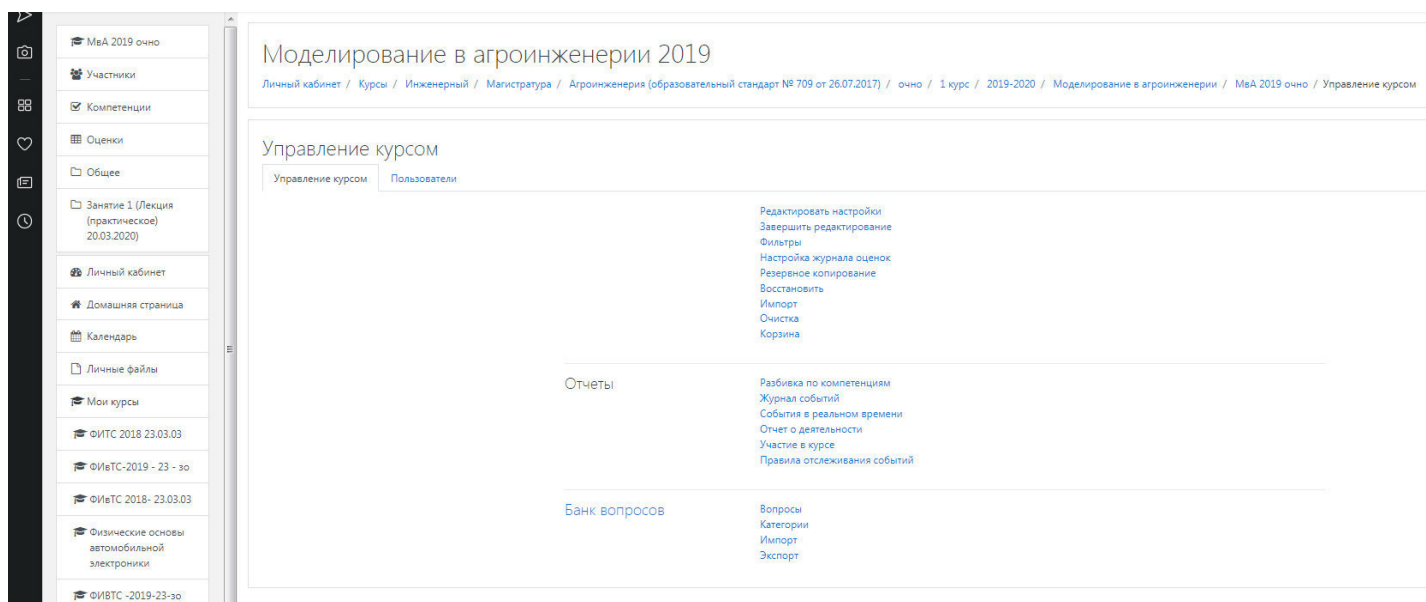 МвА 2019 очно
Участники
Компетенции
Оценки
Общее
Занятие 1 (Лекция
(практическое)
20.03.2020)
Личный кабинет
Домашняя страница
Календарь
Личные файлы
Мои курсы
ФИТС 2018 23.03.03
ФИвТС-2019 - 23 - зо
ФИвТС 2018- 23.03.03
Физические основы
автомобильной
электроники
ФИВТС -2019-23-зо
Моделирование в агроинженерии 2019
Личный кабинет / Курсы / Инженерный / Магистратура / Агроинженерия (образовательный стандарт № 709 от 26.07.2017) / очно / 1 курс / 2019-2020 / Моделирование в агроинженерии / МвА 2019 очно / Управление курсом
Управление курсом
Управление курсом Пользователи
Редактировать настройки
Завершить редактирование
Фильтры
Настройка журнала оценок
Резервное копирование
Восстановить
Импорт
Очистка
Корзина
Отчеты
Разбивка по компетенциям
Журнал событий
События в реальном времени
Отчет о деятельности
Участие в курсе
Правила отслеживания событий
Банк вопросов
Вопросы
Категории
Импорт
Экспорт